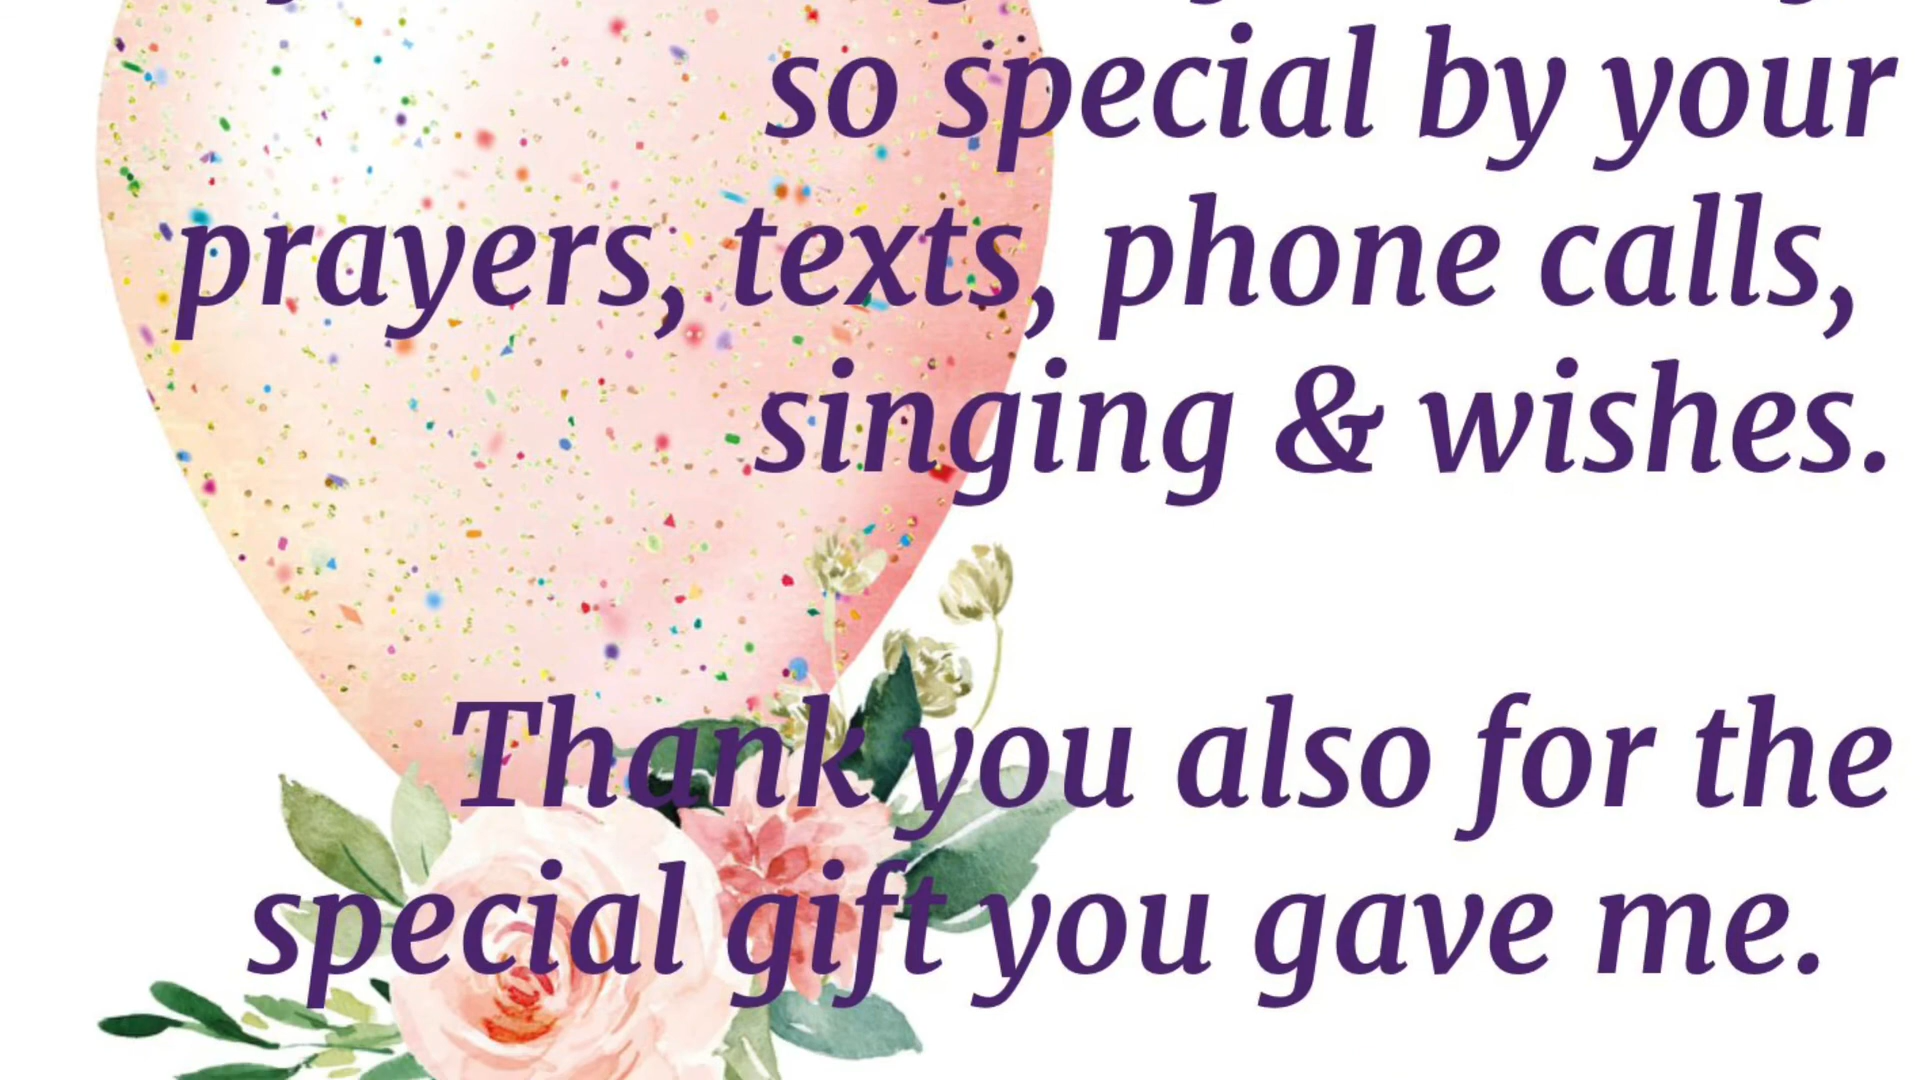 so special by your
prayers, texts, phone calls,
singing & wishes.
Thank you also for the
special gift you gave me.